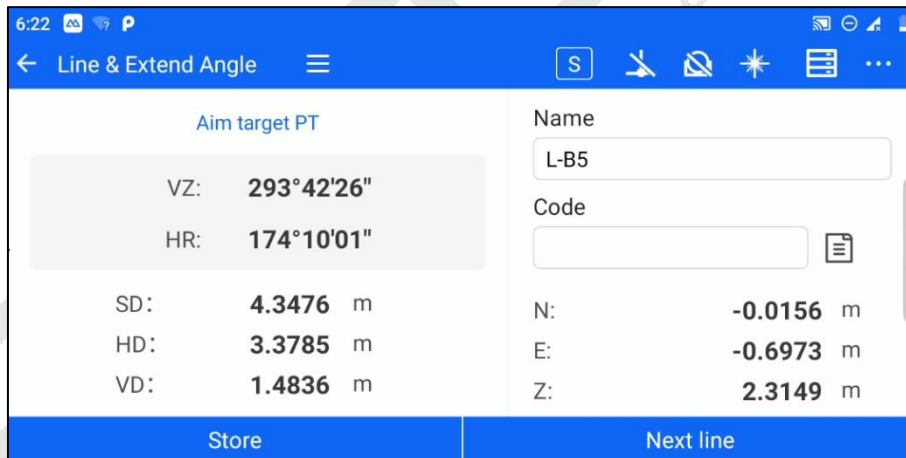 6:22
Line & Extend Angle
S
Aim target PT
VZ: 293°42'26"
HR: 174°10'01"
SD: 4.3476 m
HD: 3.3785 m
VD: 1.4836 m
Name
L-B5
Code
N: -0.0156 m
E: -0.6973 m
Z: 2.3149 m
Store
Next line